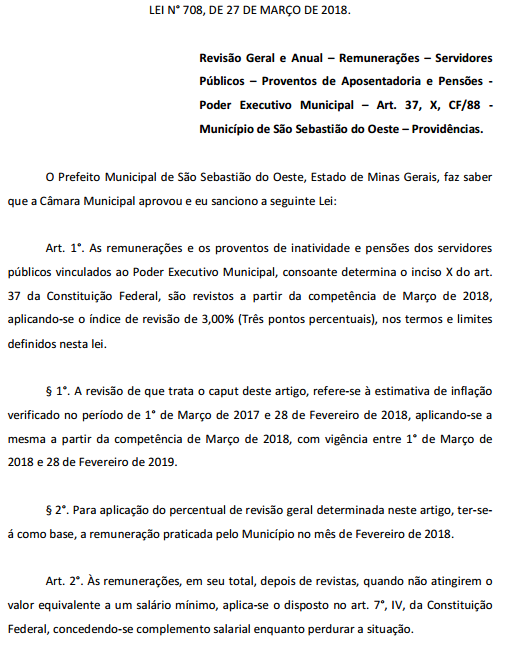 LEI N° 708, DE 27 DE MARÇO DE 2018.
Revisão Geral e Anual – Remunerações – Servidores
Públicos – Proventos de Aposentadoria e Pensões -
Poder Executivo Municipal – Art. 37, X, CF/88 -
Município de São Sebastião do Oeste – Providências.
O Prefeito Municipal de São Sebastião do Oeste, Estado de Minas Gerais, faz saber
que a Câmara Municipal aprovou e eu sanciono a seguinte Lei:
Art. 1°. As remunerações e os proventos de inatividade e pensões dos servidores
públicos vinculados ao Poder Executivo Municipal, consoante determina o inciso X do art.
37 da Constituição Federal, são revistos a partir da competência de Março de 2018,
aplicando-se o índice de revisão de 3,00% (Três pontos percentuais), nos termos e limites
definidos nesta lei.
§ 1°. A revisão de que trata o caput deste artigo, refere-se à estimativa de inflação
verificado no período de 1° de Março de 2017 e 28 de Fevereiro de 2018, aplicando-se a
mesma a partir da competência de Março de 2018, com vigência entre 1° de Março de
2018 e 28 de Fevereiro de 2019.
§ 2°. Para aplicação do percentual de revisão geral determinada neste artigo, ter-se-
á como base, a remuneração praticada pelo Município no mês de Fevereiro de 2018.
Art. 2°. Às remunerações, em seu total, depois de revistas, quando não atingirem o
valor equivalente a um salário mínimo, aplica-se o disposto no art. 7°, IV, da Constituição
Federal, concedendo-se complemento salarial enquanto perdurar a situação.